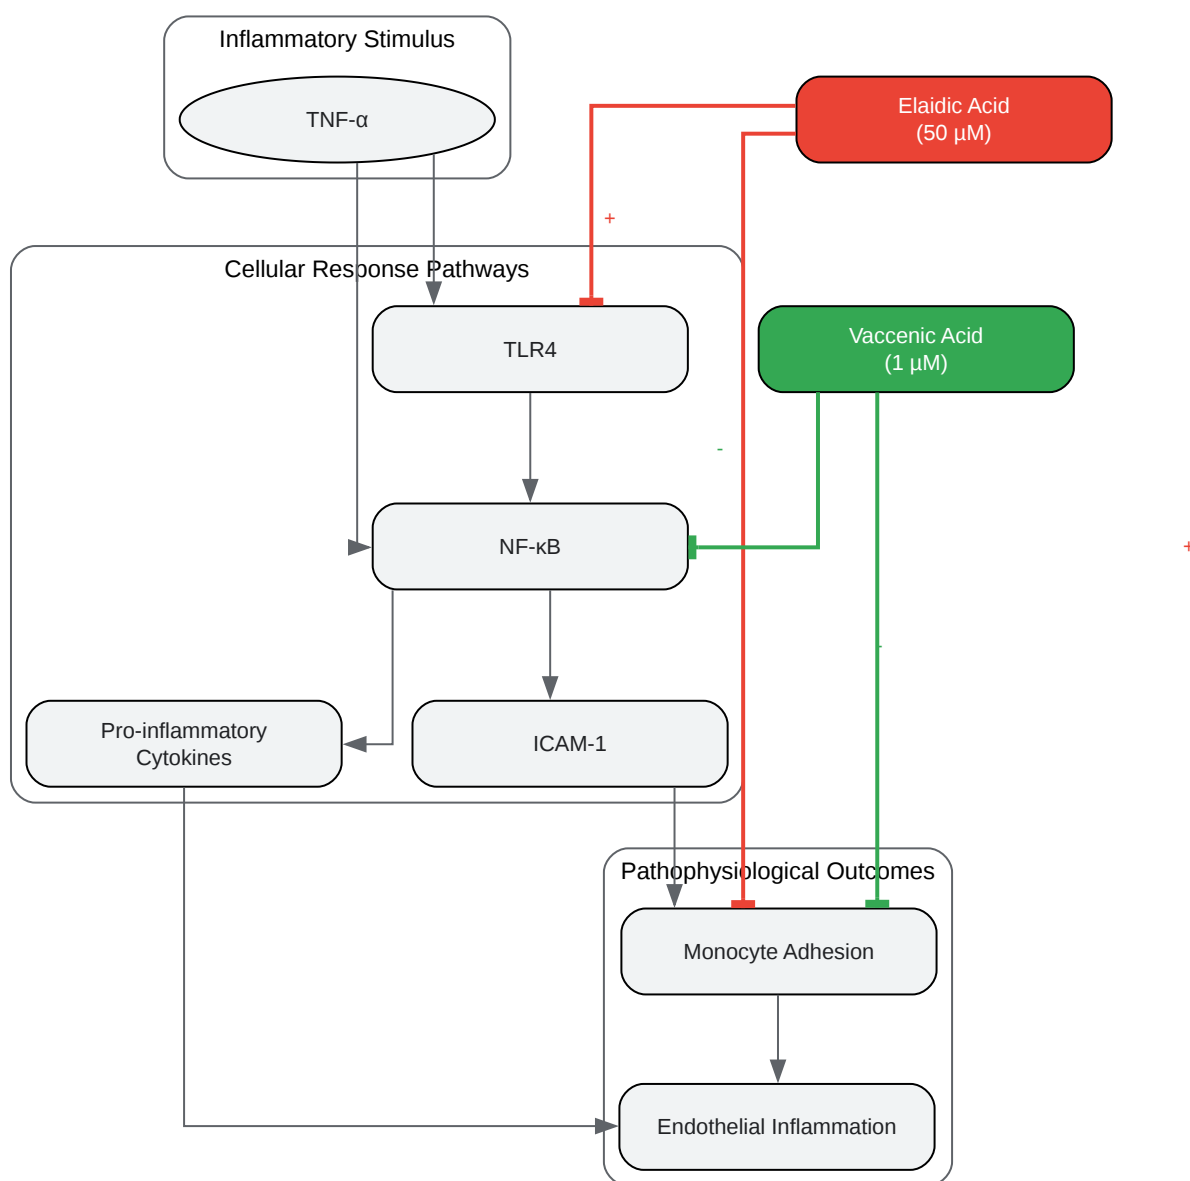 Inflammatory Stimulus
TNF-α
Elaidic Acid
(50 µM)
+
Cellular Response Pathways
TLR4
Vaccenic Acid
(1 µM)
-
NF-κB
+
-
Pro-inflammatory
Cytokines
ICAM-1
Pathophysiological Outcomes
Monocyte Adhesion
Endothelial Inflammation